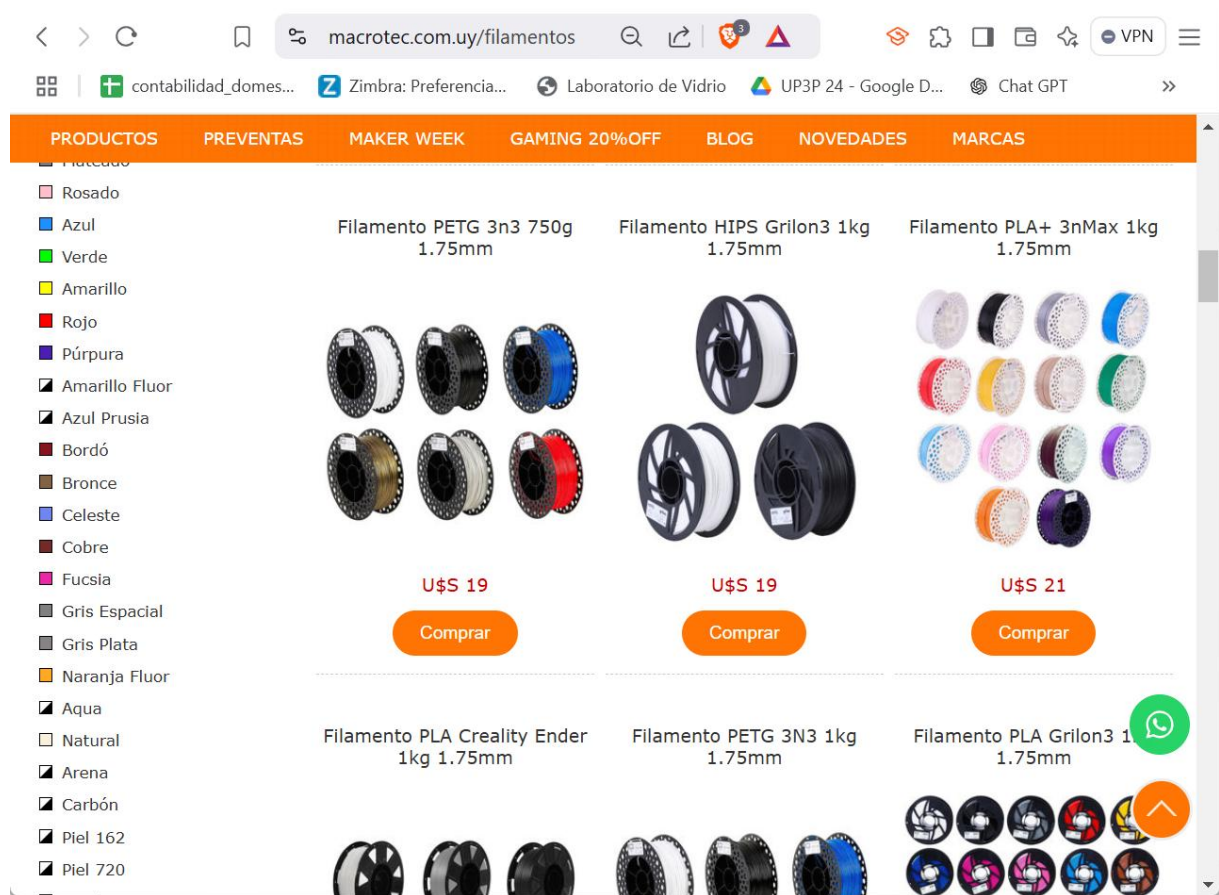 macrotec.com.uy/filamentos
3
VPN
contabilidad_domes...
Zimbra: Preferencia...
Laboratorio de Vidrio
UP3P 24 - Google D...
Chat GPT
PRODUCTOS
PREVENTAS
MAKER WEEK
GAMING 20%OFF
BLOG
NOVEDADES
MARCAS
Plateado
Rosado
Azul
Verde
Amarillo
Rojo
Púrpura
Amarillo Fluor
Azul Prusia
Bordó
Bronce
Celeste
Cobre
Fucsia
Gris Espacial
Gris Plata
Naranja Fluor
Aqua
Natural
Arena
Carbón
Piel 162
Piel 720
Filamento PETG 3n3 750g
1.75mm
U$S 19
Comprar
Filamento HIPS Grilon3 1kg
1.75mm
U$S 19
Comprar
Filamento PLA+ 3nMax 1kg
1.75mm
U$S 21
Comprar
Filamento PLA Creality Ender
1kg 1.75mm
Filamento PETG 3N3 1kg
1.75mm
Filamento PLA Grilon3
1.75mm